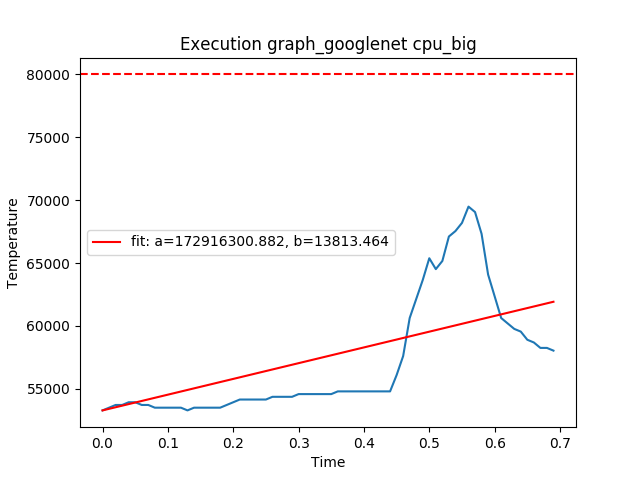 Execution graph_googlenet cpu_big
80000
75000
70000
65000
60000
55000
Temperature
fit: a=172916300.882, b=13813.464
0.0 0.1 0.2 0.3 0.4 0.5 0.6 0.7
Time